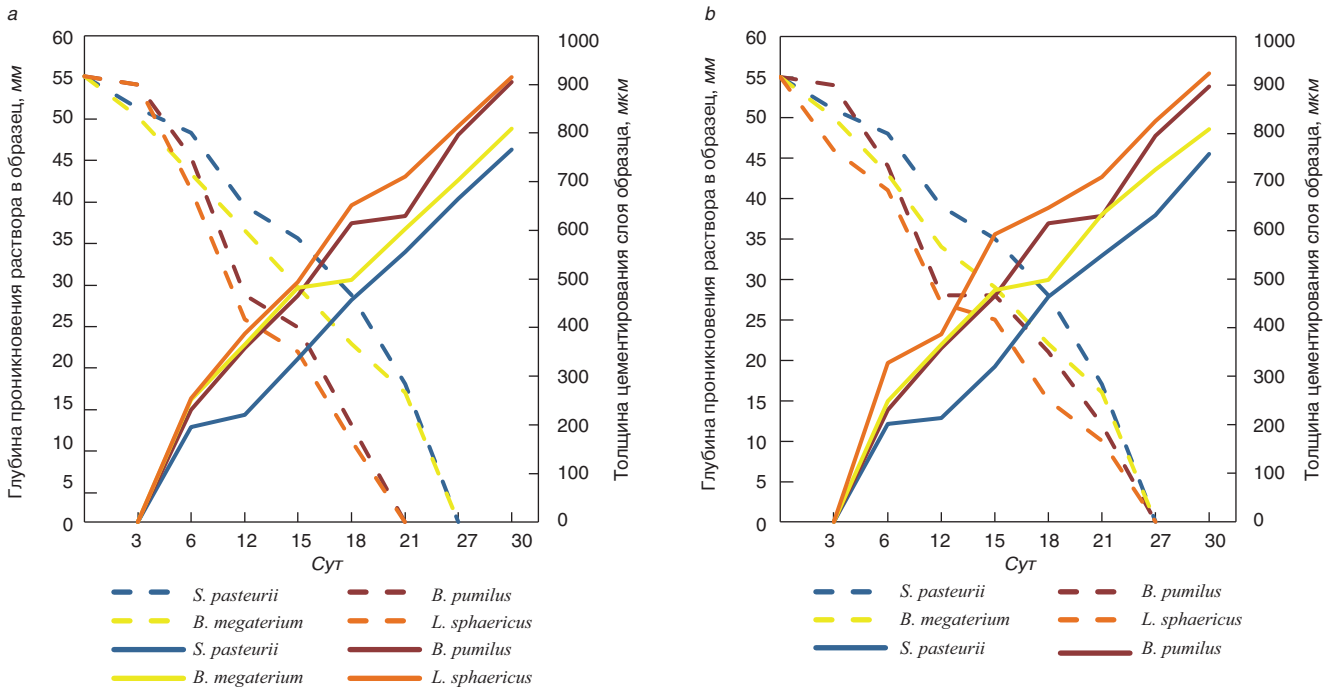 a
Глубина проникновения раствора в образец, мм
60
55
50
45
40
35
30
25
20
15
10
5
0
3 6 12 15 18 21 27 30
Сут
1000
900
800
700
600
500
400
300
200
100
0
Толщина цементирования слоя образца, мкм
S. pasteurii B. pumilus
B. megaterium L. sphaericus
S. pasteurii B. pumilus
B. megaterium L. sphaericus
b
Глубина проникновения раствора в образец, мм
60
55
50
45
40
35
30
25
20
15
10
5
0
3 6 12 15 18 21 27 30
Сут
1000
900
800
700
600
500
400
300
200
100
0
Толщина цементирования слоя образца, мкм
S. pasteurii B. pumilus
B. megaterium L. sphaericus
S. pasteurii B. pumilus